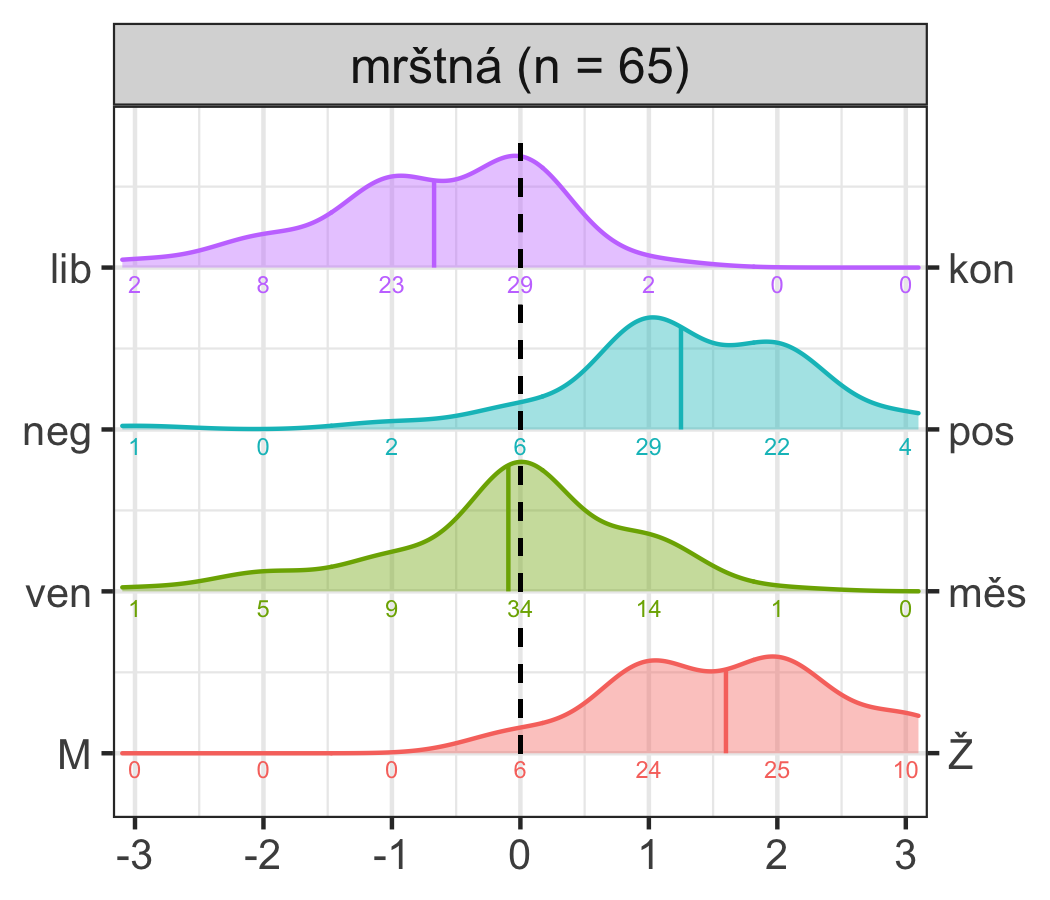 mrštná (n = 65)
lib kon
2 8 23 29 2 0 0
neg pos
1 0 2 6 29 22 4
ven měs
1 5 9 34 14 1 0
M Ž
0 0 0 6 24 25 10
-3 -2 -1 0 1 2 3